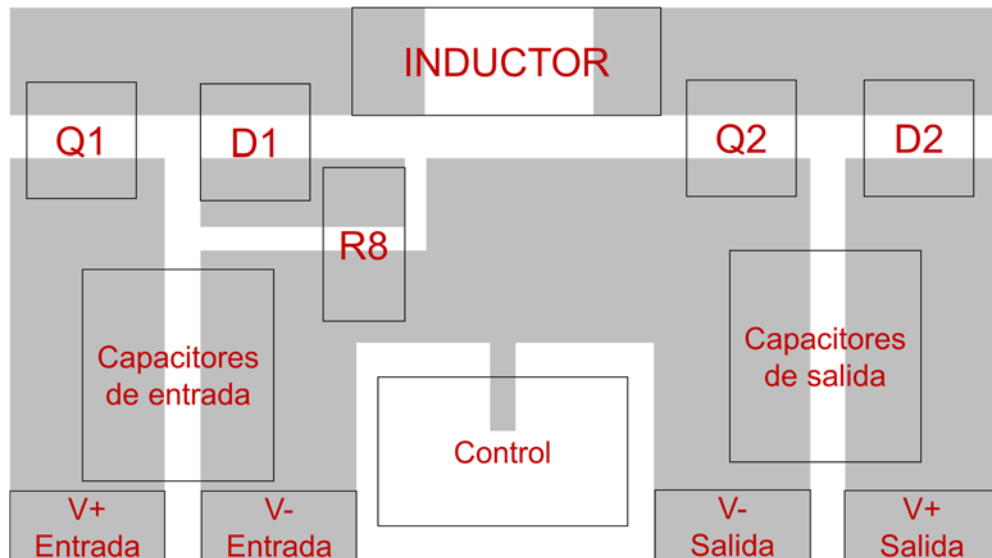 INDUCTOR
Q1
D1
Q2
D2
R8
Capacitores
de entrada
Capacitores
de salida
Control
V+
Entrada
V-
Entrada
V-
Salida
V+
Salida